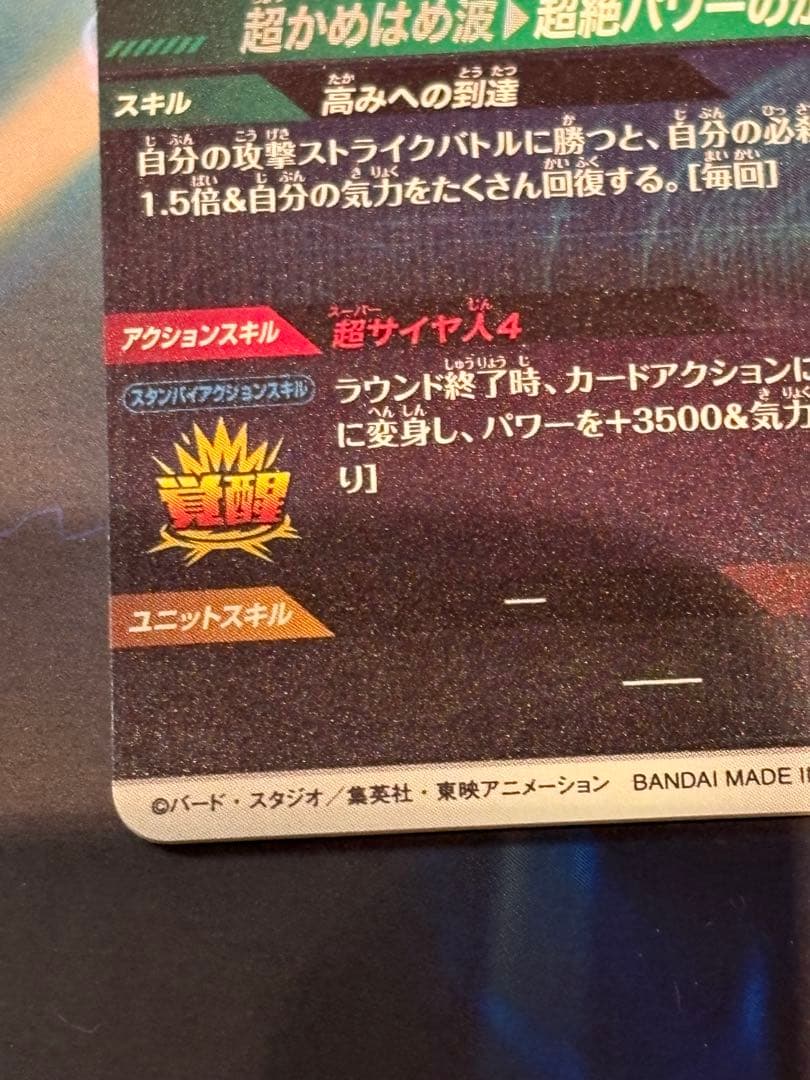 超かめはめ波▶超絶パワーの
スキル
高みへの到達
自分の攻撃ストライクバトルに勝つと、自分の必殺
1.5倍&自分の気力をたくさん回復する。[毎回]
アクションスキル
超サイヤ人4
スタンバイアクションスキル
覚醒
ラウンド終了時、カードアクションに
に変身し、パワーを+3500&気力
り]
ユニットスキル
©バード・スタジオ／集英社・東映アニメーション BANDAI MADE I